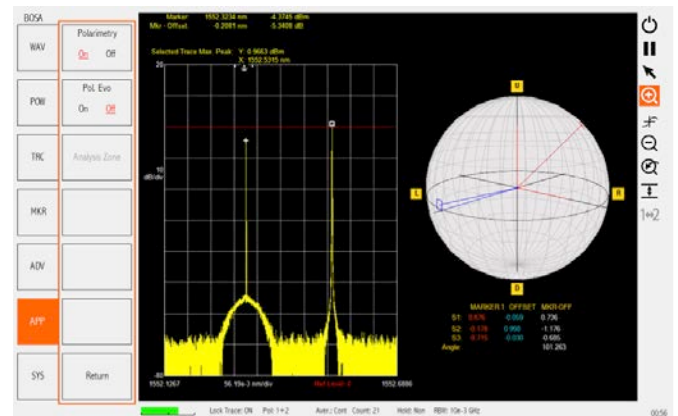 BOSA
WAV
Polarimetry
On Off
POW
Pol. Evo
On Off
TRC
Analysis Zone
MKR
ADV
APP
SYS
Return
Marker: 1552.3234 nm -4.3745 dBm
Mkr - Offset: -0.2081 nm -5.3408 dB
Selected Trace Max. Peak: Y: 0.9663 dBm
X: 1552.5315 nm
20
10
dB/div
-80
1552.1267 56.19e-3 nm/div Ref Level: 0 1552.6886
U
L
R
D
MARKER 1 OFFSET MKR-OFF
S1: 0.676 -0.059 0.736
S2: -0.178 0.998 -1.176
S3: -0.715 -0.030 -0.685
Angle: 101.263
1⇔2
Lock Trace: ON Pol: 1+2 Aver.: Cont Count: 21 Hold: Non RBW: 10e-3 GHz
00:56